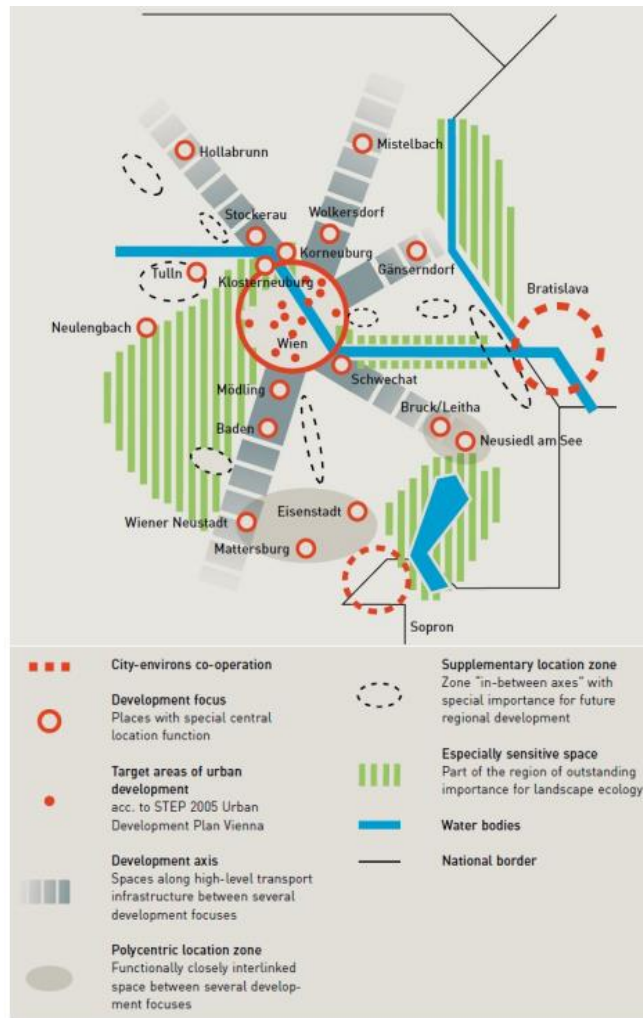 Hollabrunn
Mistelbach
Stockerau
Wolkersdorf
Korneuburg
Gänserndorf
Tulln
Klosterneuburg
Bratislava
Neulengbach
Wien
Schwechat
Mödling
Bruck/Leitha
Baden
Neusiedl am See
Wiener Neustadt
Eisenstadt
Mattersburg
Sopron
City-environs co-operation
Development focus
Places with special central
location function
Target areas of urban
development
acc. to STEP 2005 Urban
Development Plan Vienna
Development axis
Spaces along high-level transport
infrastructure between several
development focuses
Polycentric location zone
Functionally closely interlinked
space between several develop-
ment focuses
Supplementary location zone
Zone "in-between axes" with
special importance for future
regional development
Especially sensitive space
Part of the region of outstanding
importance for landscape ecology
Water bodies
National border